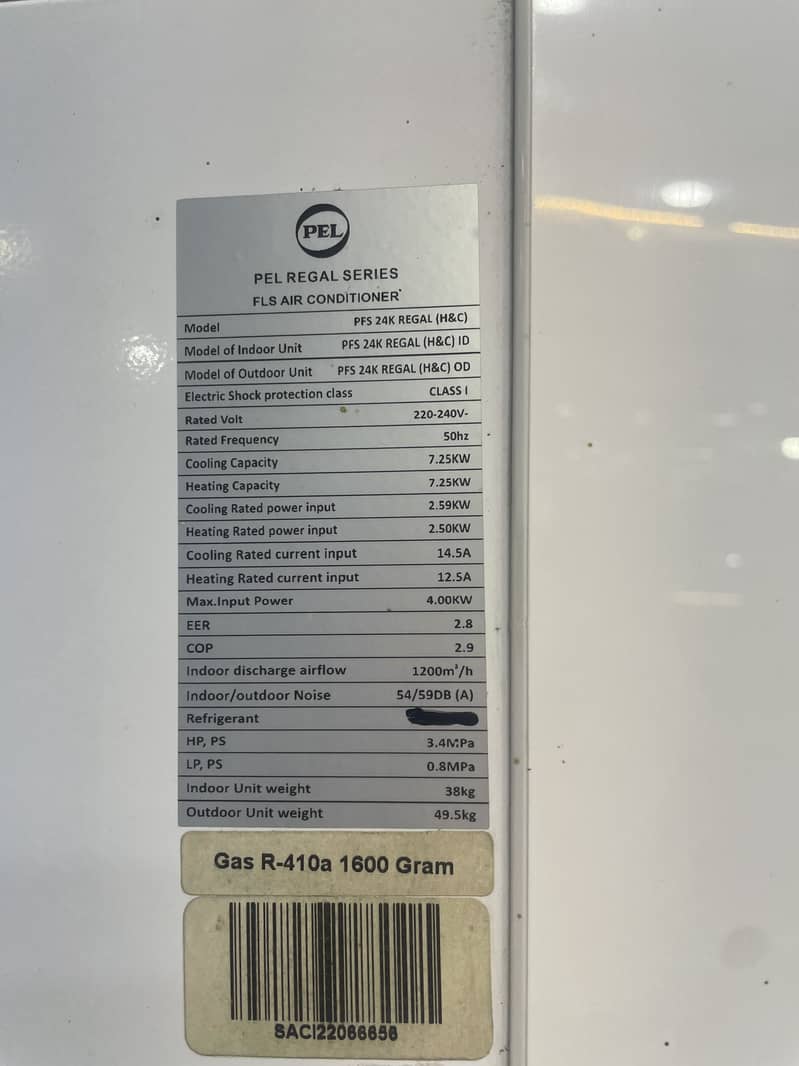 PEL
PEL REGAL SERIES
FLS AIR CONDITIONER
Model PFS 24K REGAL (H&C)
Model of Indoor Unit PFS 24K REGAL (H&C) ID
Model of Outdoor Unit PFS 24K REGAL (H&C) OD
Electric Shock protection class CLASS I
Rated Volt 220-240V-
Rated Frequency 50hz
Cooling Capacity 7.25KW
Heating Capacity 7.25KW
Cooling Rated power input 2.59KW
Heating Rated power input 2.50KW
Cooling Rated current input 14.5A
Heating Rated current input 12.5A
Max.Input Power 4.00KW
EER 2.8
COP 2.9
Indoor discharge airflow 1200m³/h
Indoor/outdoor Noise 54/59DB (A)
Refrigerant
HP, PS 3.4MPa
LP, PS 0.8MPa
Indoor Unit weight 38kg
Outdoor Unit weight 49.5kg
Gas R-410a 1600 Gram
SACI22066656